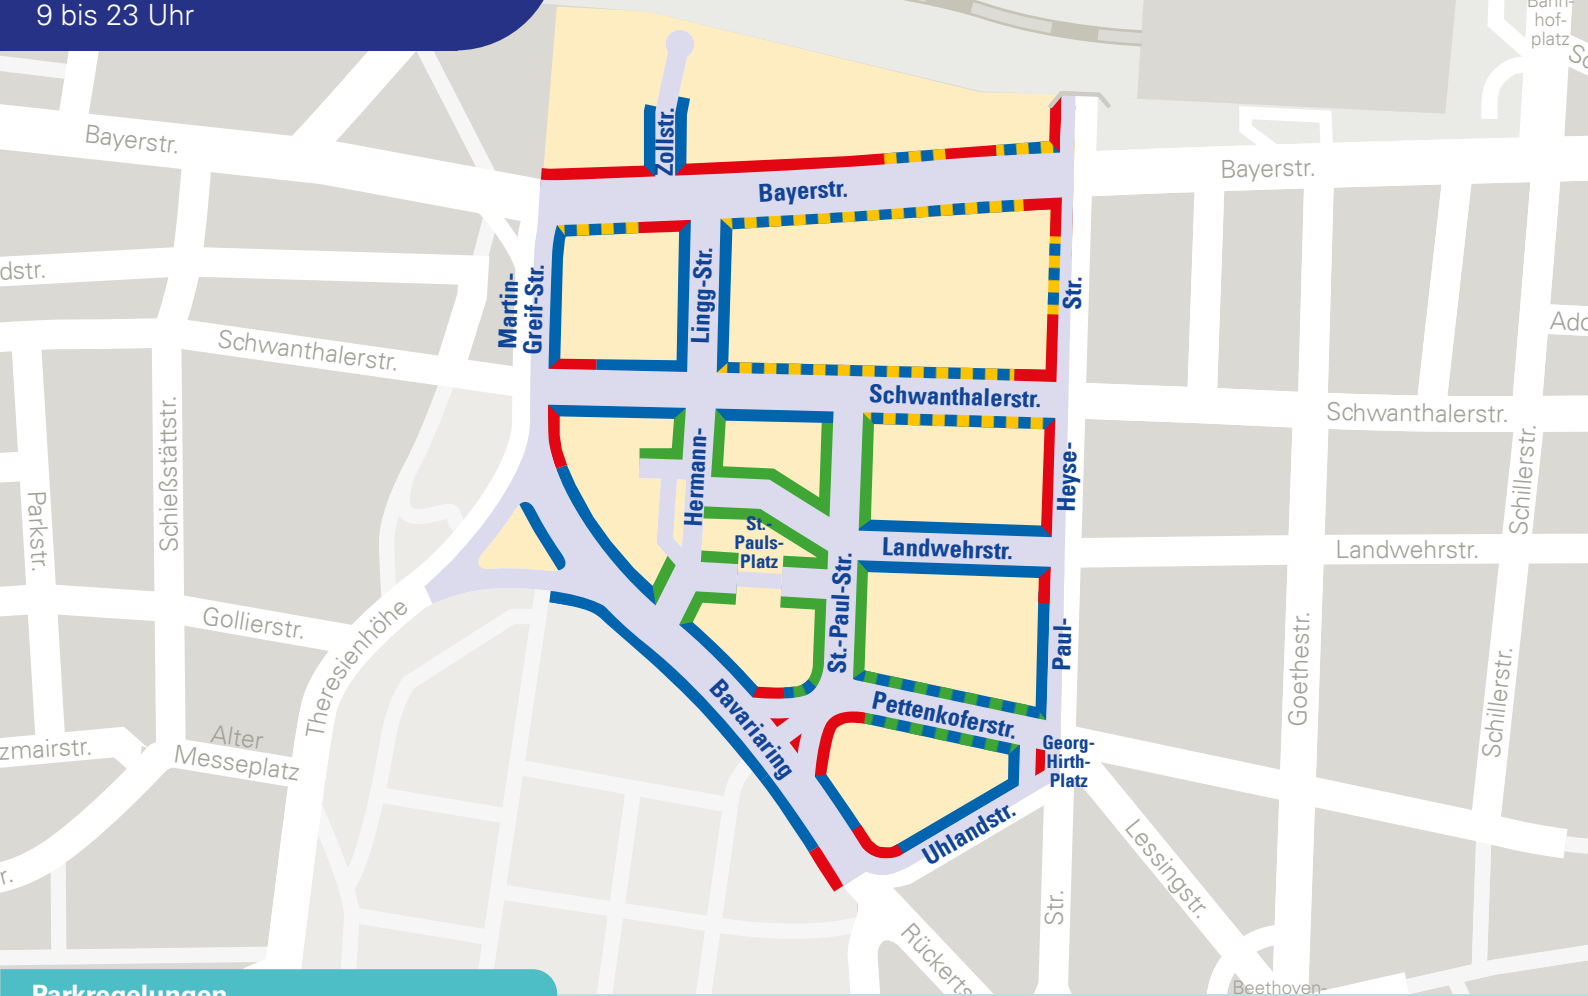 9 bis 23 Uhr
hof-
platz
Bayerstr.
Zollstr.
Bayerstr.
Bayerstr.
dstr.
Martin-
Greif-Str.
Lingg-Str.
Str.
Schwanthalerstr.
Schwanthalerstr.
Schwanthalerstr.
Schießstättstr.
Parkstr.
Hermann-
Heyse-
Schillerstr.
St.-
Pauls-
Platz
Landwehrstr.
Landwehrstr.
Gollierstr.
Theresienhöhe
St.-Paul-Str.
Paul-
Goethestr.
Schillerstr.
Bavariaring
Pettenkoferstr.
zmairstr.
Alter
Messeplatz
Georg-
Hirth-
Platz
Uhlandstr.
Lessingstr.
r.
Str.
Rückerts
Beethoven-
Parkregelungen